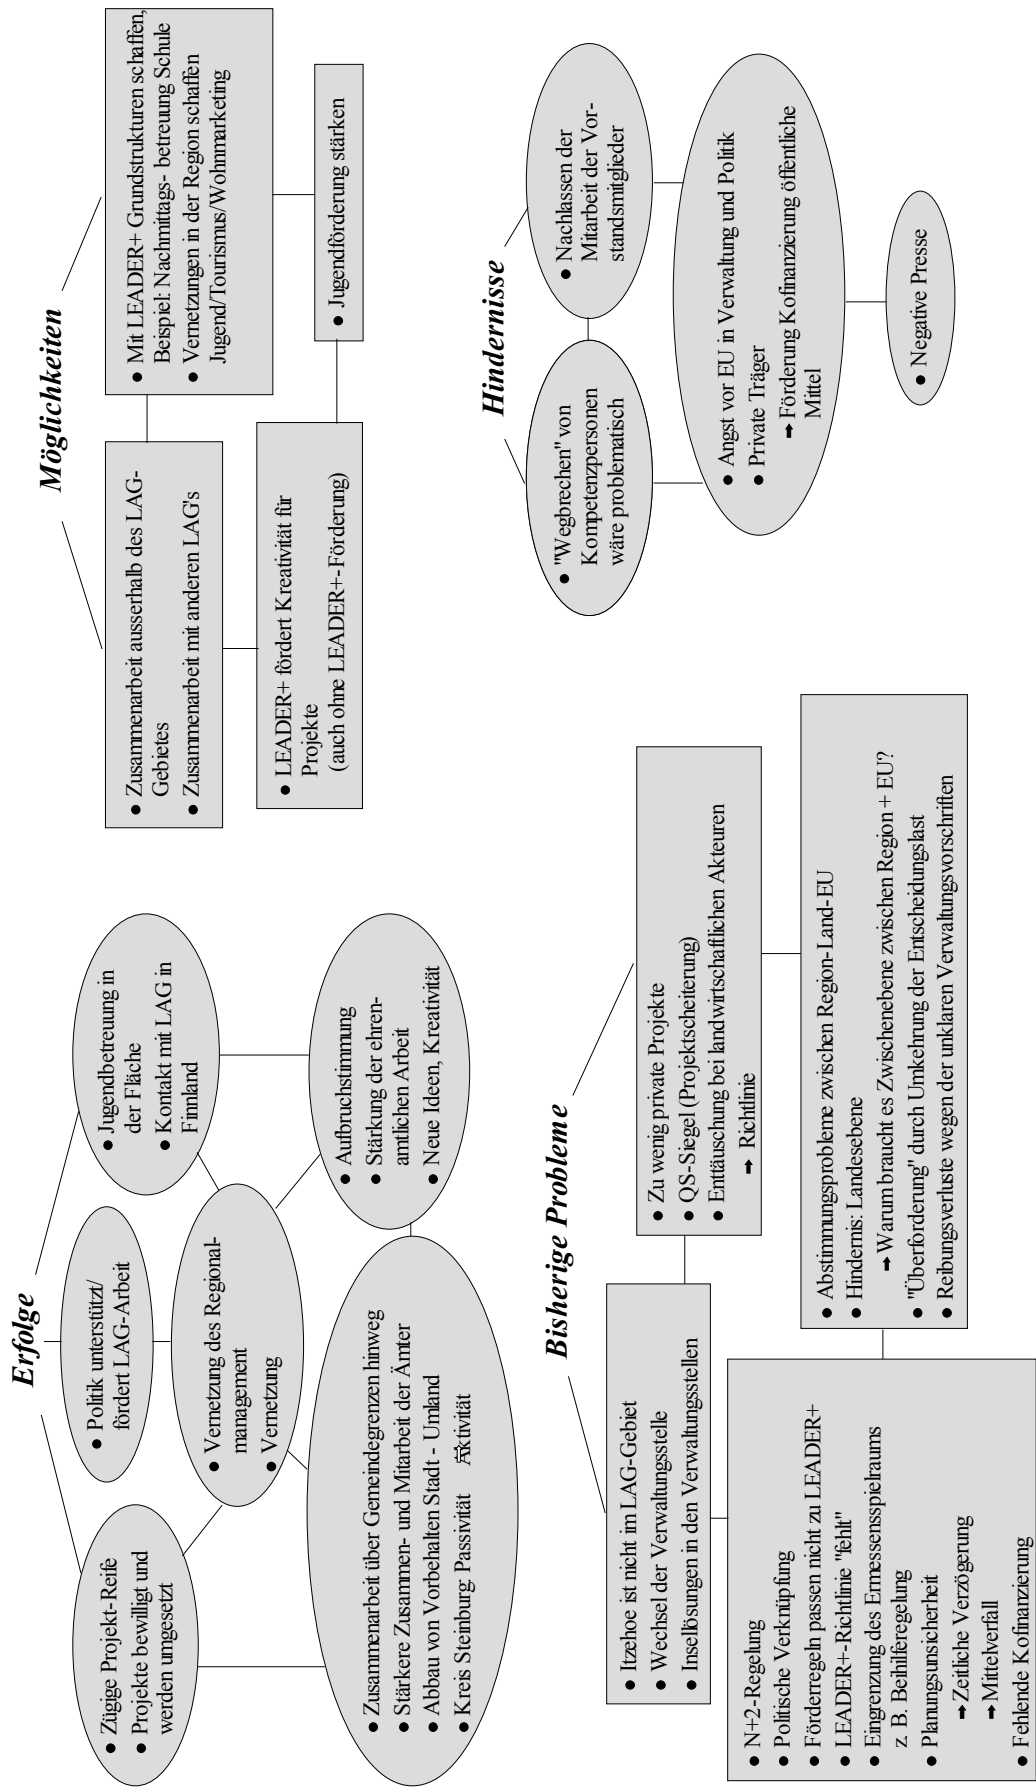 Erfolge
● Zügige Projekt-Reife
● Projekte bewilligt und
werden umgesetzt
● Politik unterstützt/
fördert LAG-Arbeit
● Jugendbetreuung in
der Fläche
● Kontakt mit LAG in
Finnland
● Vernetzung des Regional-
management
● Vernetzung
● Zusammenarbeit über Gemeindegrenzen hinweg
● Stärkere Zusammen- und Mitarbeit der Ämter
● Abbau von Vorbehalten Stadt - Umland
● Kreis Steinburg: Passivität Aktivität
● Aufbruchstimmung
● Stärkung der ehren-
amtlichen Arbeit
● Neue Ideen, Kreativität
Möglichkeiten
● Zusammenarbeit ausserhalb des LAG-
Gebietes
● Zusammenarbeit mit anderen LAG's
● Mit LEADER+ Grundstrukturen schaffen,
Beispiel: Nachmittags- betreuung Schule
● Vernetzungen in der Region schaffen
Jugend/Tourismus/Wohnmarketing
● LEADER+ fördert Kreativität für
Projekte
(auch ohne LEADER+-Förderung)
● Jugendförderung stärken
Bisherige Probleme
● Itzehoe ist nicht im LAG-Gebiet
● Wechsel der Verwaltungsstelle
● Insellösungen in den Verwaltungsstellen
● Zu wenig private Projekte
● QS-Siegel (Projektscheiterung)
● Enttäuschung bei landwirtschaftlichen Akteuren
➞ Richtlinie
● N+2-Regelung
● Politische Verknüpfung
● Förderregeln passen nicht zu LEADER+
● LEADER+-Richtlinie "fehlt"
● Eingrenzung des Ermessensspielraums
z. B. Beihilferegelung
● Planungsunsicherheit
➞ Zeitliche Verzögerung
➞ Mittelverfall
● Fehlende Kofinanzierung
● Abstimmungsprobleme zwischen Region-Land-EU
● Hindernis: Landesebene
➞ Warum braucht es Zwischenebene zwischen Region + EU?
● "Überforderung" durch Umkehrung der Entscheidungslast
● Reibungsverluste wegen der unklaren Verwaltungsvorschriften
Hindernisse
● "Wegbrechen" von
Kompetenzpersonen
wäre problematisch
● Nachlassen der
Mitarbeit der Vor-
standsmitglieder
● Angst vor EU in Verwaltung und Politik
● Private Träger
➞ Förderung Kofinanzierung öffentliche
Mittel
● Negative Presse